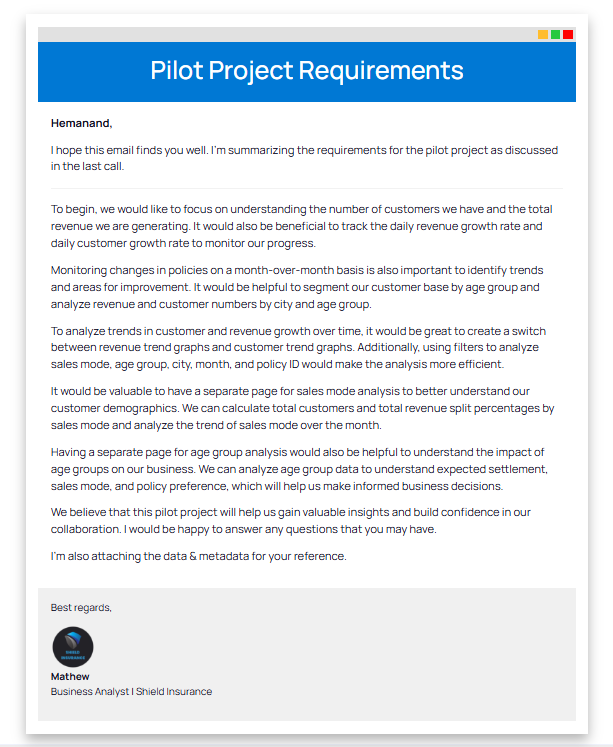 Pilot Project Requirements
Hemanand,
I hope this email finds you well. I'm summarizing the requirements for the pilot project as discussed
in the last call.
To begin, we would like to focus on understanding the number of customers we have and the total
revenue we are generating. It would also be beneficial to track the daily revenue growth rate and
daily customer growth rate to monitor our progress.
Monitoring changes in policies on a month-over-month basis is also important to identify trends
and areas for improvement. It would be helpful to segment our customer base by age group and
analyze revenue and customer numbers by city and age group.
To analyze trends in customer and revenue growth over time, it would be great to create a switch
between revenue trend graphs and customer trend graphs. Additionally, using filters to analyze
sales mode, age group, city, month, and policy ID would make the analysis more efficient.
It would be valuable to have a separate page for sales mode analysis to better understand our
customer demographics. We can calculate total customers and total revenue split percentages by
sales mode and analyze the trend of sales mode over the month.
Having a separate page for age group analysis would also be helpful to understand the impact of
age groups on our business. We can analyze age group data to understand expected settlement,
sales mode, and policy preference, which will help us make informed business decisions.
We believe that this pilot project will help us gain valuable insights and build confidence in our
collaboration. I would be happy to answer any questions that you may have.
I'm also attaching the data & metadata for your reference.
Best regards,
SHIELD
INSURANCE
Mathew
Business Analyst | Shield Insurance